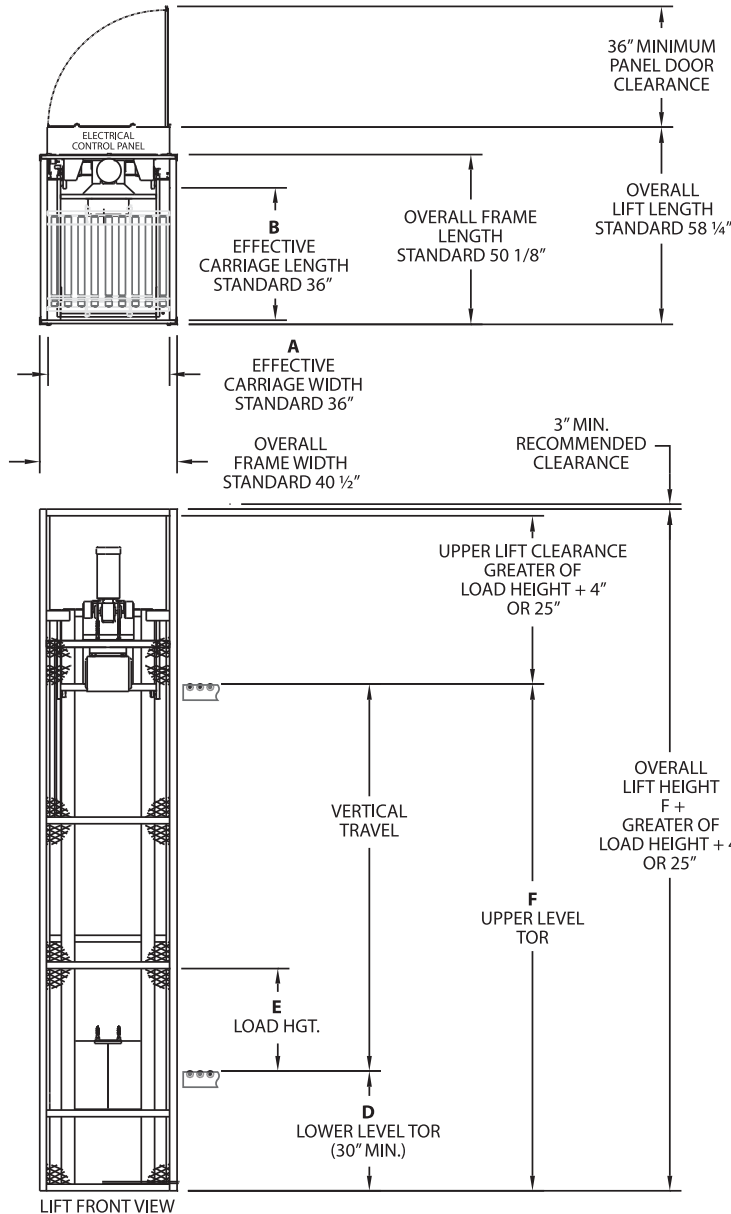 36” MINIMUM
PANEL DOOR
CLEARANCE
ELECTRICAL
CONTROL PANEL
B
EFFECTIVE
CARRIAGE LENGTH
STANDARD 36”
OVERALL FRAME
LENGTH
STANDARD 50 1/8”
OVERALL
LIFT LENGTH
STANDARD 58 ¼”
A
EFFECTIVE
CARRIAGE WIDTH
STANDARD 36”
OVERALL
FRAME WIDTH
STANDARD 40 ½”
3” MIN.
RECOMMENDED
CLEARANCE
UPPER LIFT CLEARANCE
GREATER OF
LOAD HEIGHT + 4”
OR 25”
VERTICAL
TRAVEL
OVERALL
LIFT HEIGHT
F +
GREATER OF
LOAD HEIGHT + 4
OR 25”
F
UPPER LEVEL
TOR
E
LOAD HGT.
D
LOWER LEVEL TOR
(30” MIN.)
LIFT FRONT VIEW